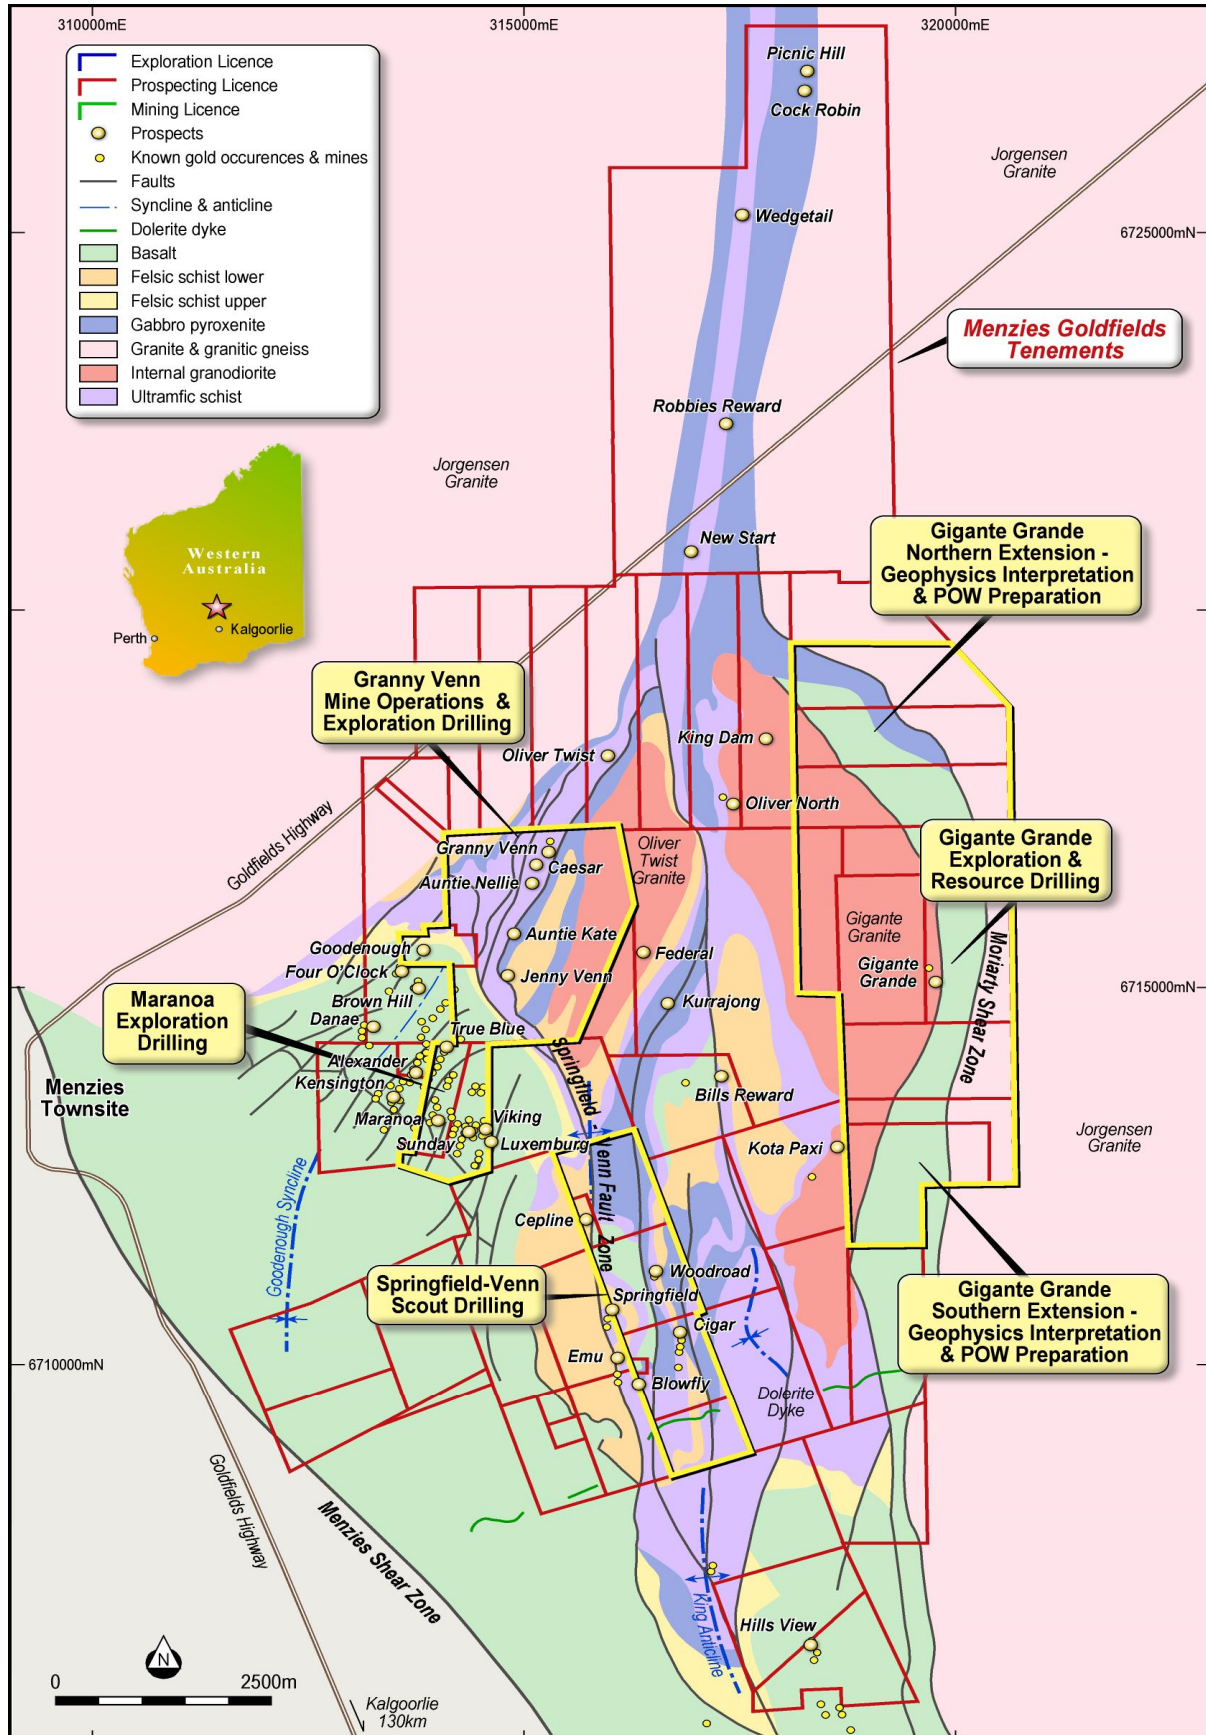 310000mE
315000mE
320000mE
Exploration Licence
Prospecting Licence
Mining Licence
Prospects
Known gold occurences & mines
Faults
Syncline & anticline
Dolerite dyke
Basalt
Felsic schist lower
Felsic schist upper
Gabbro pyroxenite
Granite & granitic gneiss
Internal granodiorite
Ultramfic schist
Picnic Hill
Cock Robin
Jorgensen
Granite
Wedgetail
6725000mN
Menzies Goldfields
Tenements
Robbies Reward
Jorgensen
Granite
Western
Australia
Perth
Kalgoorlie
New Start
Gigante Grande
Northern Extension -
Geophysics Interpretation
& POW Preparation
Granny Venn
Mine Operations &
Exploration Drilling
Oliver Twist
King Dam
Oliver North
Goldfields Highway
Granny Venn
Caesar
Auntie Nellie
Oliver
Twist
Granite
Gigante Grande
Exploration &
Resource Drilling
Auntie Kate
Goodenough
Federal
Gigante
Granite
Four O'Clock
Jenny Venn
Gigante
Grande
Moriarty Shear Zone
Brown Hill
Kurrajong
6715000mN
Maranoa
Exploration
Drilling
Danae
True Blue
Alexander
Springfield -
Venn Fault
Zone
Menzies
Townsite
Kensington
Bills Reward
Maranoa
Viking
Sunday
Luxemburg
Kota Paxi
Jorgensen
Granite
Goodenough Syncline
Cepline
Woodroad
Springfield-Venn
Scout Drilling
Springfield
Cigar
Gigante Grande
Southern Extension -
Geophysics Interpretation
& POW Preparation
6710000mN
Emu
Blowfly
Dolerite
Dyke
Goldfields Highway
Menzies Shear Zone
King Anticline
Hills View
N
0
2500m
Kalgoorlie
130km